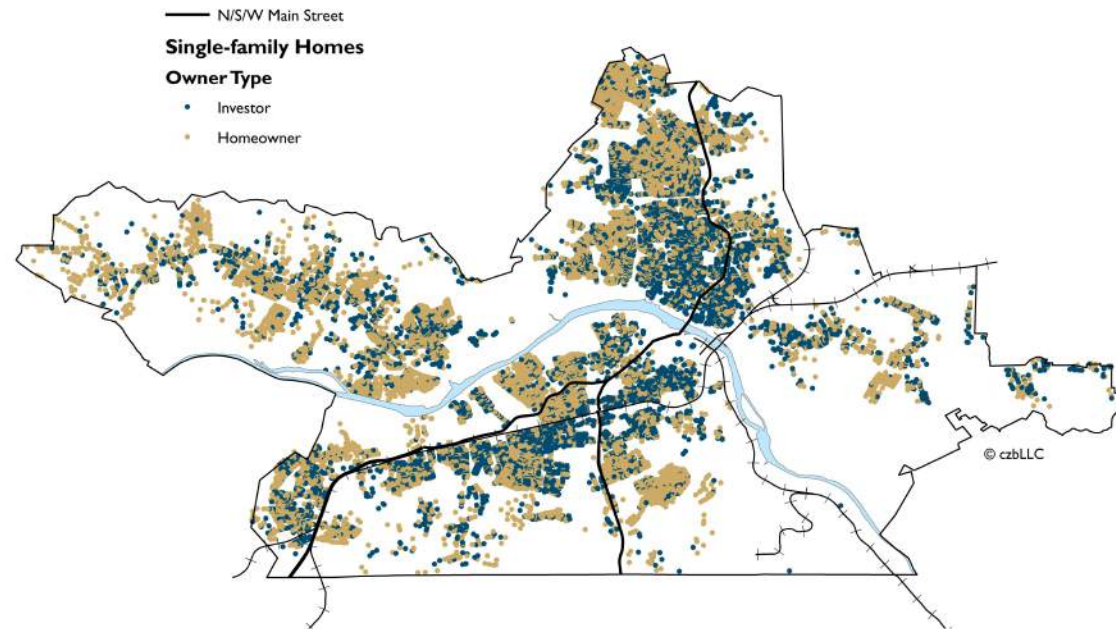 N/S/W Main Street
Single-family Homes
Owner Type
Investor
Homeowner
© czbLLC